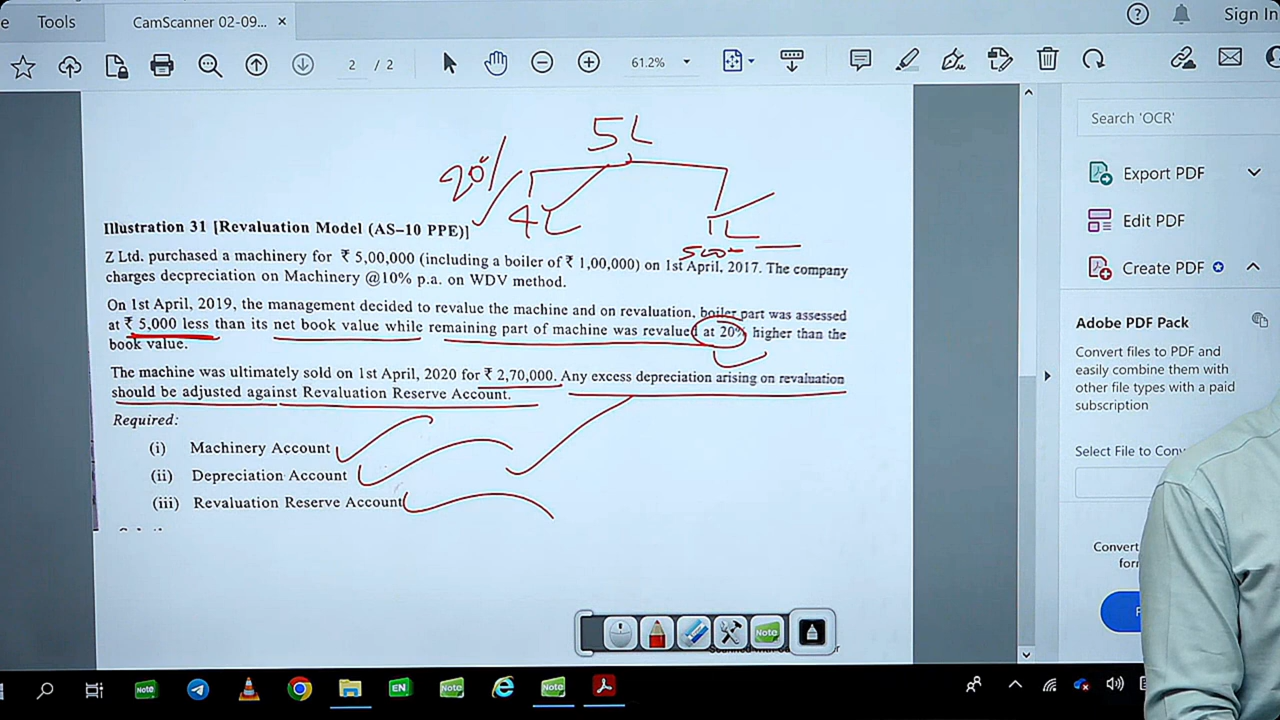 Tools
CamScanner 02-09...
×
Sign In
2 / 2
61.2%
5L
20%
4L
1L
5000
Illustration 31 [Revaluation Model (AS–10 PPE)]
Z Ltd. purchased a machinery for ₹ 5,00,000 (including a boiler of ₹ 1,00,000) on 1st April, 2017. The company
charges decpreciation on Machinery @10% p.a. on WDV method.
On 1st April, 2019, the management decided to revalue the machine and on revaluation, boiler part was assessed
at ₹ 5,000 less than its net book value while remaining part of machine was revalued at 20% higher than the
book value.
The machine was ultimately sold on 1st April, 2020 for ₹ 2,70,000. Any excess depreciation arising on revaluation
should be adjusted against Revaluation Reserve Account.
Required:
(i) Machinery Account
(ii) Depreciation Account
(iii) Revaluation Reserve Account
Search 'OCR'
Export PDF
Edit PDF
Create PDF
Adobe PDF Pack
Convert files to PDF and
easily combine them with
other file types with a paid
subscription
Select File to Conv
Convert
for
Note
Note
EN
Note
Note